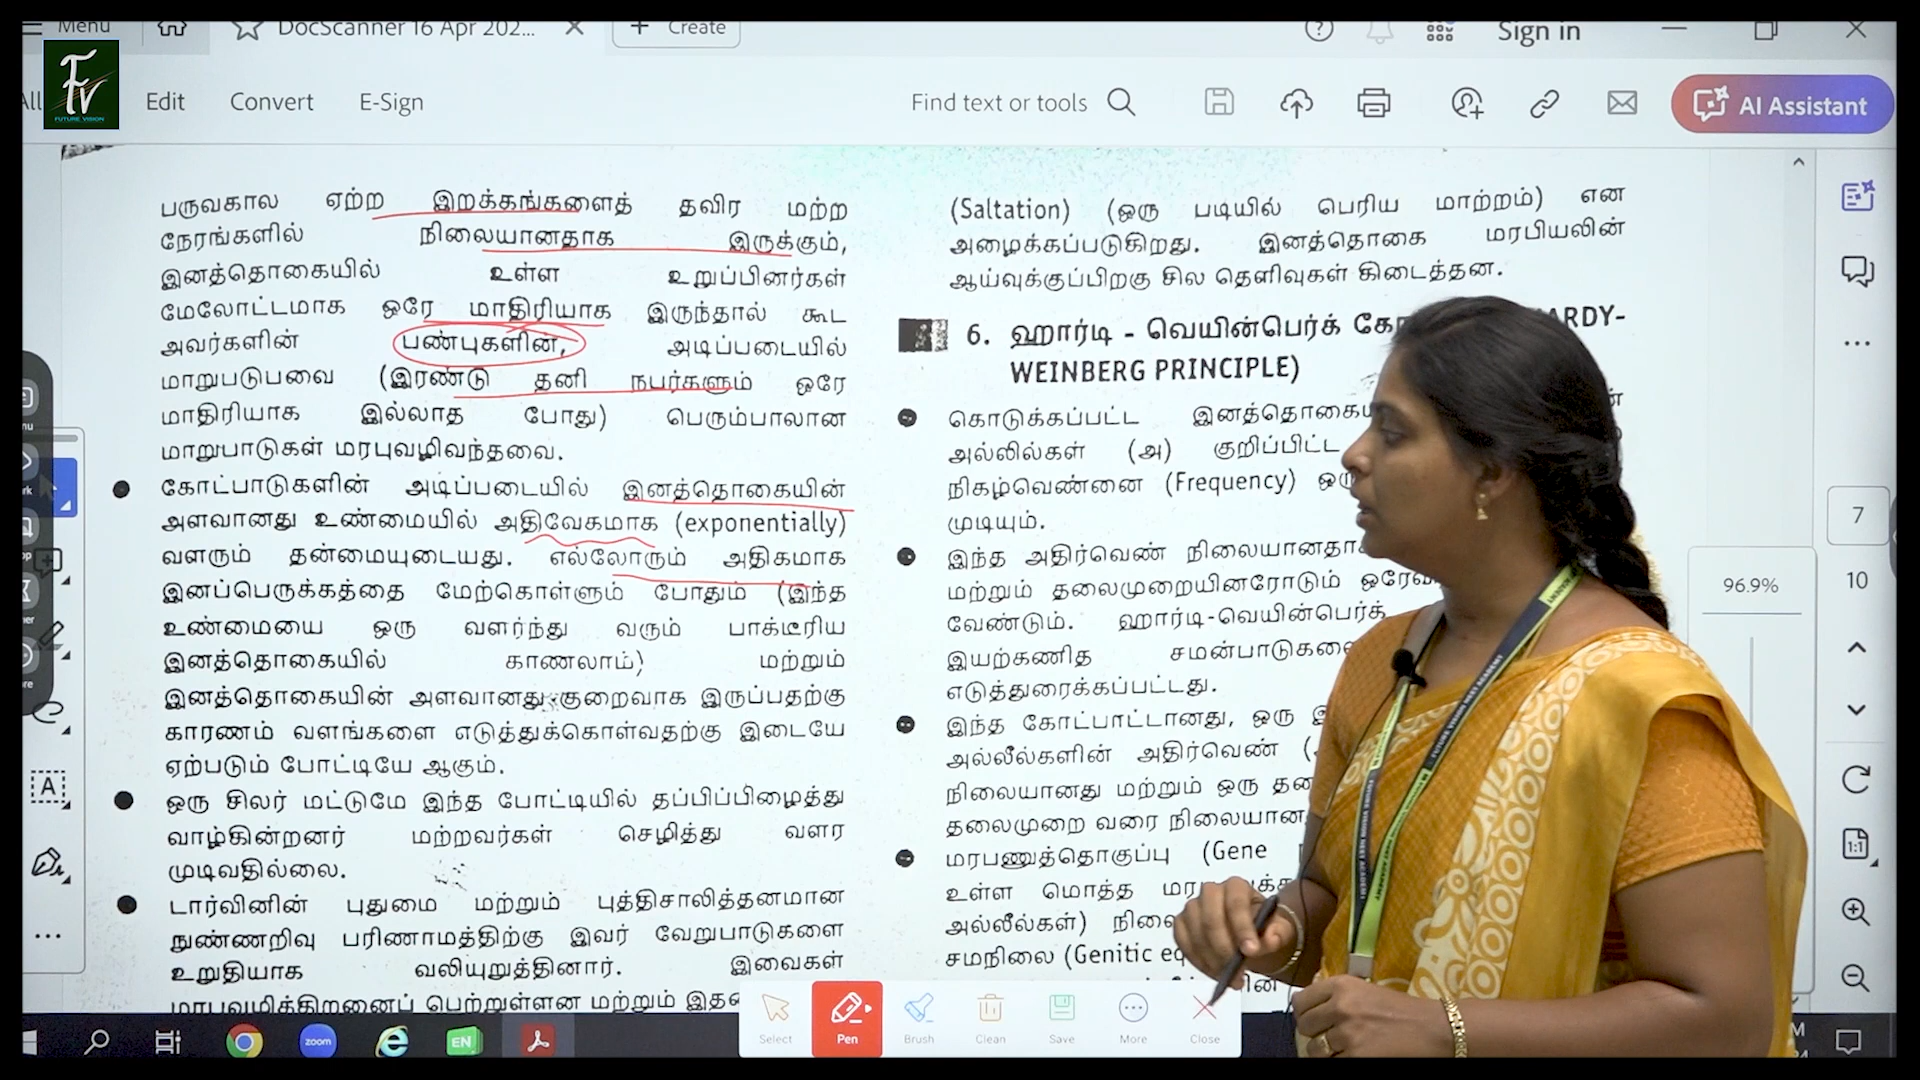 Menu
DocScanner 16 Apr 202...
Create
Sign in
FUTURE VISION
All
Edit
Convert
E-Sign
Find text or tools
AI Assistant
பருவகால ஏற்ற இறக்கங்களைத் தவிர மற்ற
நேரங்களில் நிலையானதாக இருக்கும்,
இனத்தொகையில் உள்ள உறுப்பினர்கள்
மேலோட்டமாக ஒரே மாதிரியாக இருந்தால் கூட
அவர்களின் பண்புகளின், அடிப்படையில்
மாறுபடுபவை (இரண்டு தனி நபர்களும் ஒரே
மாதிரியாக இல்லாத போது) பெரும்பாலான
மாறுபாடுகள் மரபுவழிவந்தவை.
கோட்பாடுகளின் அடிப்படையில் இனத்தொகையின்
அளவானது உண்மையில் அதிவேகமாக (exponentially)
வளரும் தன்மையுடையது. எல்லோரும் அதிகமாக
இனப்பெருக்கத்தை மேற்கொள்ளும் போதும் (இந்த
உண்மையை ஒரு வளர்ந்து வரும் பாக்டீரிய
இனத்தொகையில் காணலாம்) மற்றும்
இனத்தொகையின் அளவானது குறைவாக இருப்பதற்கு
காரணம் வளங்களை எடுத்துக்கொள்வதற்கு இடையே
ஏற்படும் போட்டியே ஆகும்.
ஒரு சிலர் மட்டுமே இந்த போட்டியில் தப்பிப்பிழைத்து
வாழ்கின்றனர் மற்றவர்கள் செழித்து வளர
முடிவதில்லை.
டார்வினின் புதுமை மற்றும் புத்திசாலித்தனமான
நுண்ணறிவு பரிணாமத்திற்கு இவர் வேறுபாடுகளை
உறுதியாக வலியுறுத்தினார். இவைகள்
பெற்றுள்ளன மற்றும்
(Saltation) (ஒரு படியில் பெரிய மாற்றம்) என
அழைக்கப்படுகிறது. இனத்தொகை மரபியலின்
ஆய்வுக்குப்பிறகு சில தெளிவுகள் கிடைத்தன.
6. ஹார்டி - வெயின்பெர்க்
WEINBERG PRINCIPLE)
கொடுக்கப்பட்ட
அல்லில்கள் (அ) குறிப்பிட்ட
நிகழ்வெண்னை (Frequency)
முடியும்.
இந்த அதிர்வெண்
மற்றும் தலைமுறையினரோடும்
வேண்டும். ஹார்டி-வெயின்பெர்க்
இயற்கணித
எடுத்துரைக்கப்பட்டது.
இந்த கோட்பாட்டானது, ஒரு
அல்லீல்களின் அதிர்வெண்
நிலையானது மற்றும் ஒரு
தலைமுறை வரை
மரபணுத்தொகுப்பு (Gene
உள்ள மொத்த
அல்லீல்கள்)
சமநிலை (Genitic
7
10
96.9%
1:1
Select
Pen
Brush
Clean
Save
More
Close
zoom
EN